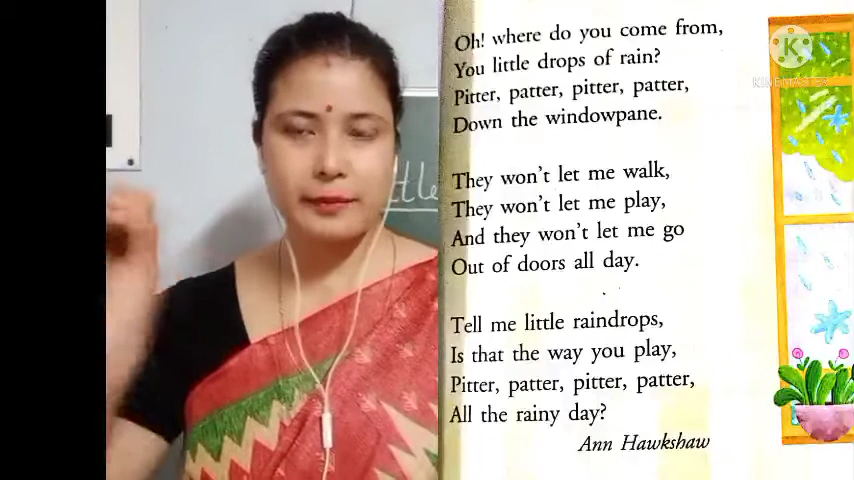 Oh! where do you come from,
You little drops of rain?
Pitter, patter, pitter, patter,
Down the windowpane.
They won't let me walk,
They won't let me play,
And they won't let me go
Out of doors all day.
Tell me little raindrops,
Is that the way you play,
Pitter, patter, pitter, patter,
All the rainy day?
Ann Hawkshaw
KINEMASTER